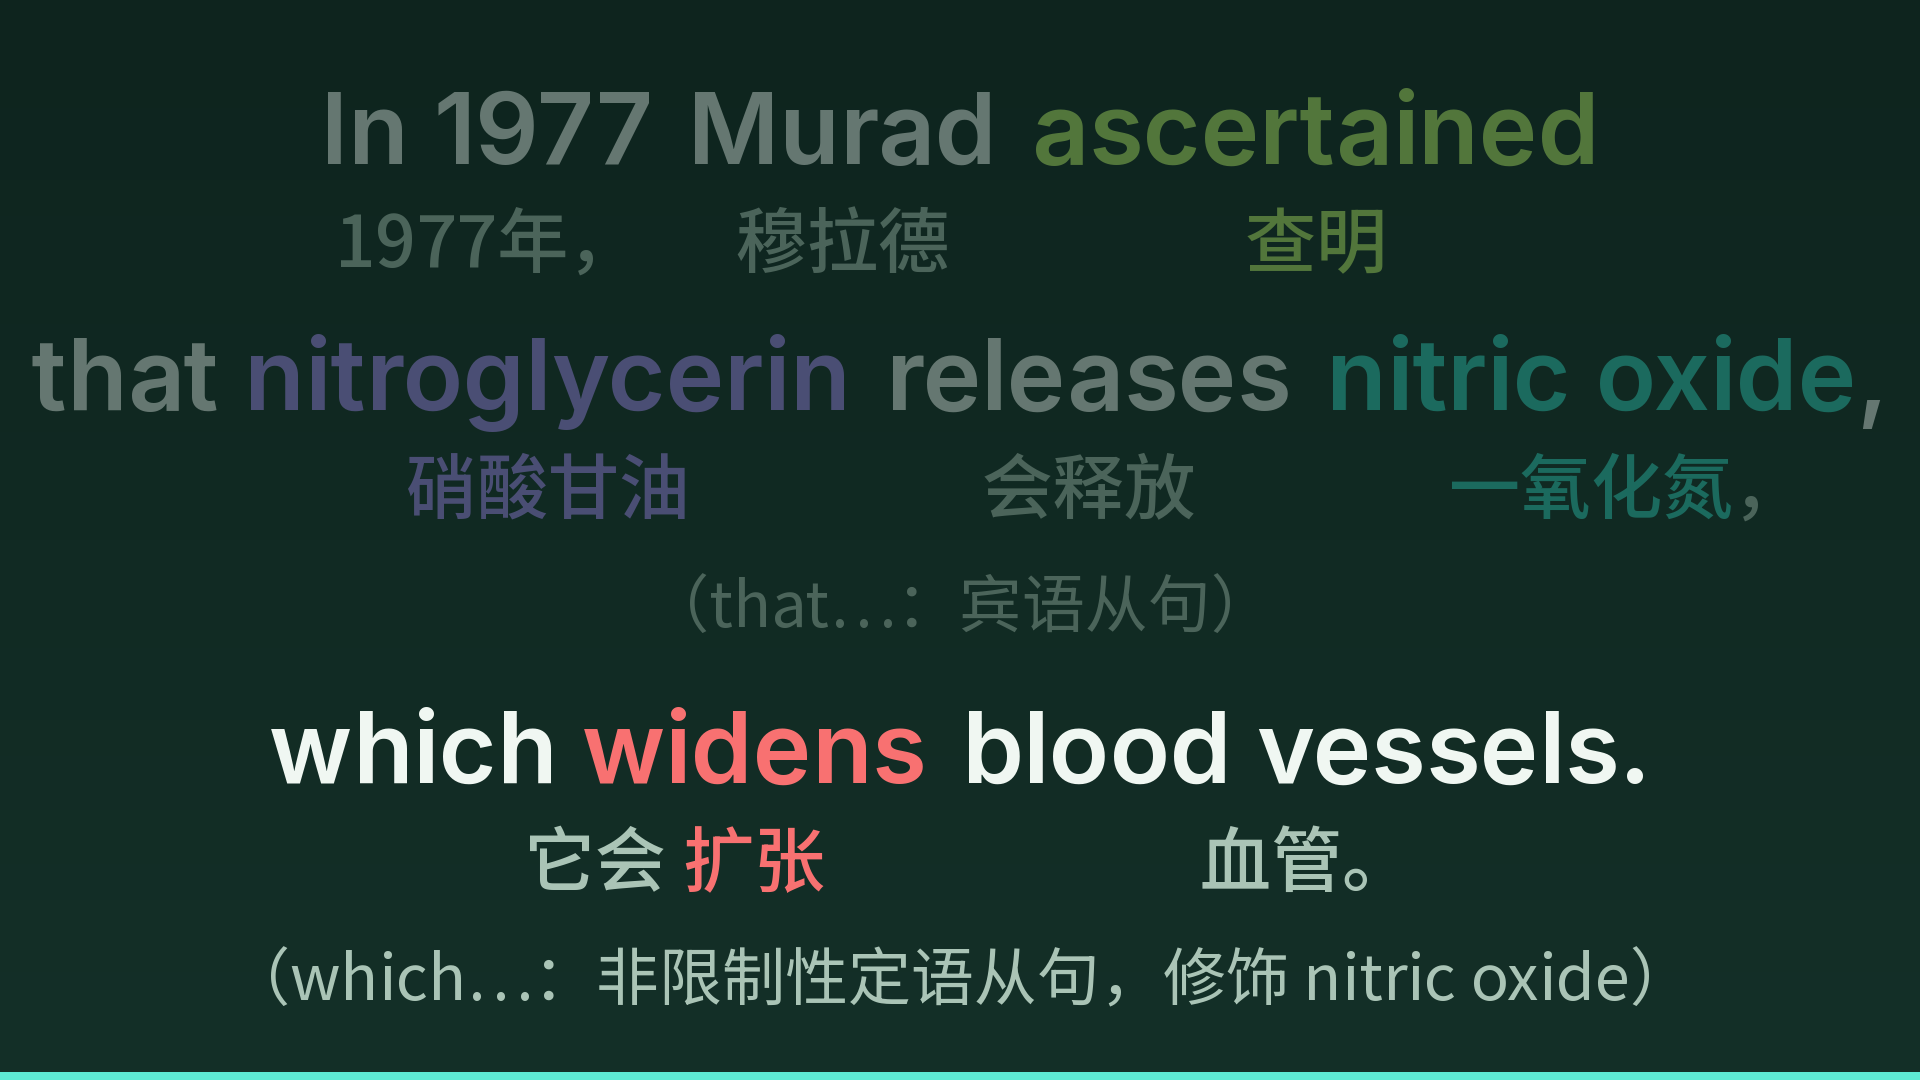 In 1977 Murad ascertained
1977年， 穆拉德 查明
that nitroglycerin releases nitric oxide,
硝酸甘油 会释放 一氧化氮，
（that…：宾语从句）
which widens blood vessels.
它会 扩张 血管。
（which…：非限制性定语从句，修饰 nitric oxide）